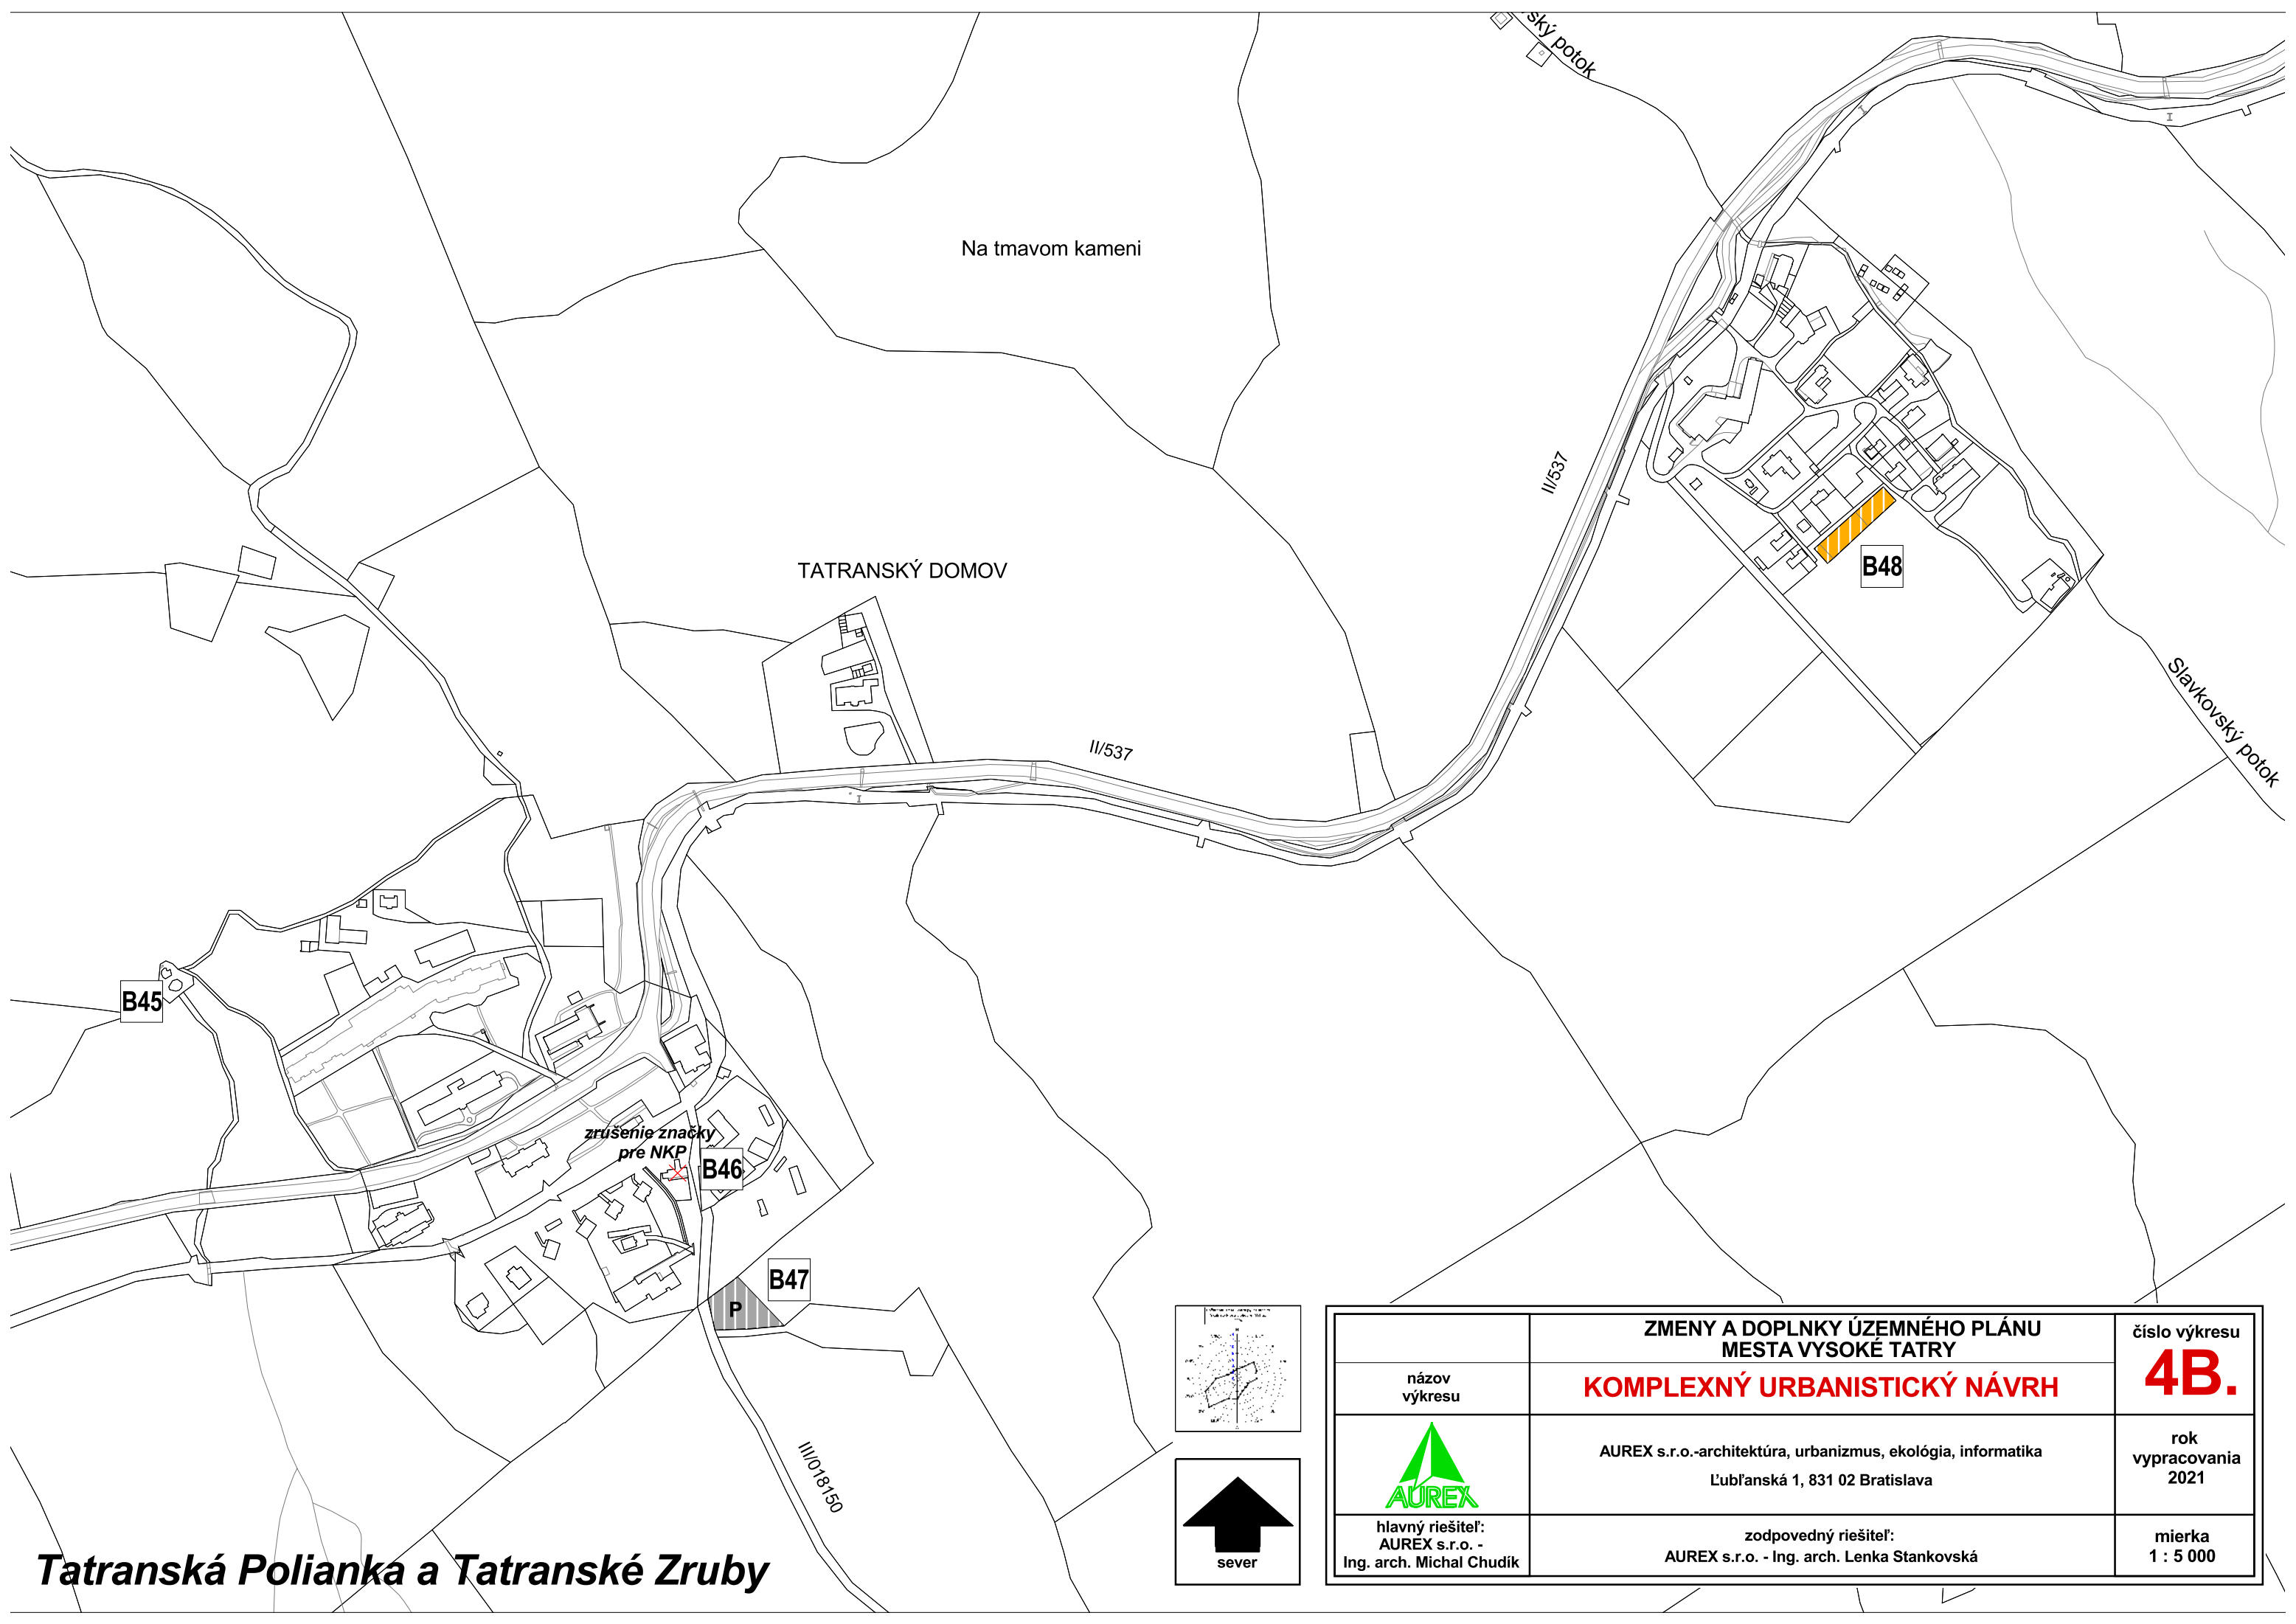 ský potok
Na tmavom kameni
II/537
TATRANSKÝ DOMOV
B48
Slavkovský potok
II/537
B45
zrušenie značky
pre NKP
B46
B47
P
III/018150
Tatranská Polianka a Tatranské Zruby
sever
ZMENY A DOPLNKY ÚZEMNÉHO PLÁNU
MESTA VYSOKÉ TATRY
číslo výkresu
4B.
názov
výkresu
KOMPLEXNÝ URBANISTICKÝ NÁVRH
AUREX
AUREX s.r.o.-architektúra, urbanizmus, ekológia, informatika
Ľubľanská 1, 831 02 Bratislava
rok
vypracovania
2021
hlavný riešiteľ:
AUREX s.r.o. -
Ing. arch. Michal Chudík
zodpovedný riešiteľ:
AUREX s.r.o. - Ing. arch. Lenka Stankovská
mierka
1 : 5 000